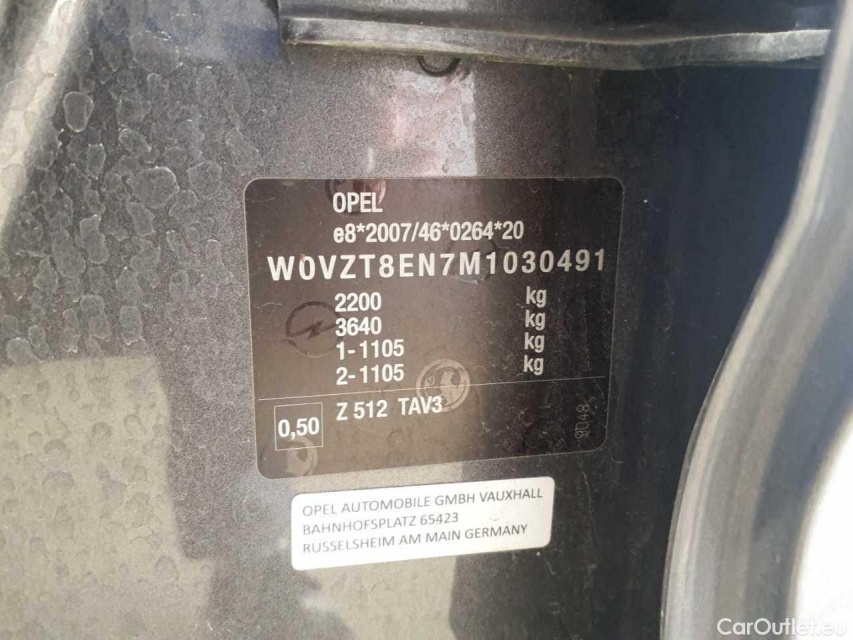 OPEL
e8*2007/46*0264*20
W0VZT8EN7M1030491
2200 kg
3640 kg
1-1105 kg
2-1105 kg
0,50 Z 512 TAV3
9D48
OPEL AUTOMOBILE GMBH VAUXHALL
BAHNHOFSPLATZ 65423
RÜSSELSHEIM AM MAIN GERMANY
CarOutlet.eu